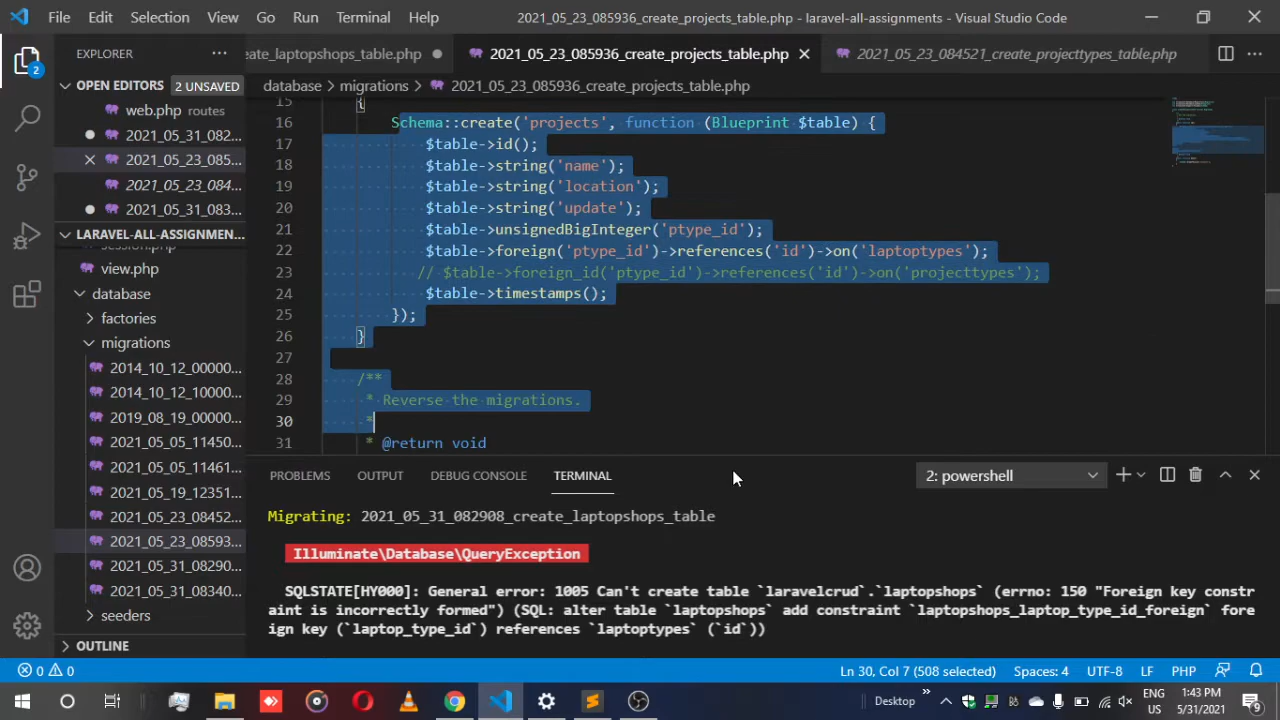 File Edit Selection View Go Run Terminal Help 2021_05_23_085936_create_projects_table.php - laravel-all-assignments - Visual Studio Code
EXPLORER
eate_laptopshops_table.php
2021_05_23_085936_create_projects_table.php
2021_05_23_084521_create_projecttypes_table.php
2
OPEN EDITORS 2 UNSAVED
web.php routes
2021_05_31_082...
2021_05_23_085...
2021_05_23_084...
2021_05_31_083...
LARAVEL-ALL-ASSIGNMEN...
session.php
view.php
database
factories
migrations
2014_10_12_00000...
2014_10_12_10000...
2019_08_19_00000...
2021_05_05_11450...
2021_05_05_11461...
2021_05_19_12351...
2021_05_23_08452...
2021_05_23_08593...
2021_05_31_08290...
2021_05_31_08340...
seeders
OUTLINE
database > migrations > 2021_05_23_085936_create_projects_table.php
15 {
16 Schema::create('projects', function (Blueprint $table) {
17 $table->id();
18 $table->string('name');
19 $table->string('location');
20 $table->string('update');
21 $table->unsignedBigInteger('ptype_id');
22 $table->foreign('ptype_id')->references('id')->on('laptoptypes');
23 // $table->foreign_id('ptype_id')->references('id')->on('projecttypes');
24 $table->timestamps();
25 });
26 }
27
28 /**
29 * Reverse the migrations.
30 *
31 * @return void
PROBLEMS OUTPUT DEBUG CONSOLE TERMINAL 2: powershell
Migrating: 2021_05_31_082908_create_laptopshops_table
Illuminate\Database\QueryException
SQLSTATE[HY000]: General error: 1005 Can't create table `laravelcrud`.`laptopshops` (errno: 150 "Foreign key constr
aint is incorrectly formed") (SQL: alter table `laptopshops` add constraint `laptopshops_laptop_type_id_foreign` fore
ign key (`laptop_type_id`) references `laptoptypes` (`id`))
0 0 Ln 30, Col 7 (508 selected) Spaces: 4 UTF-8 LF PHP
Desktop » ENG US 1:43 PM 5/31/2021 9